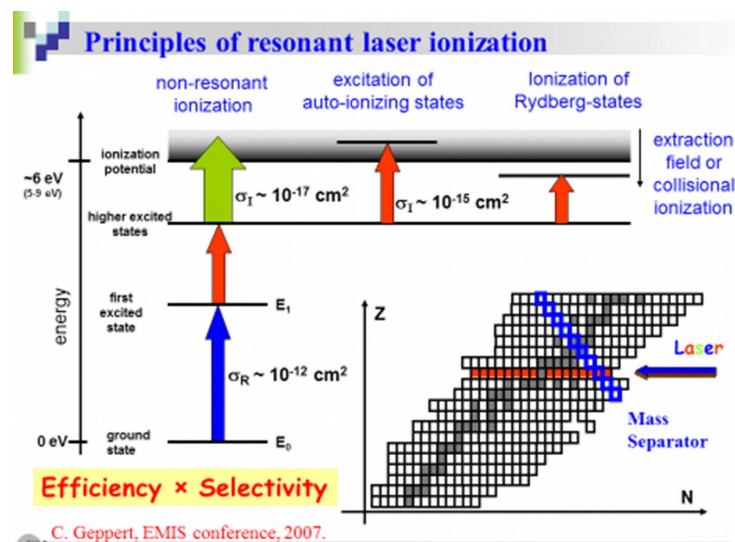 Principles of resonant laser ionization
non-resonant
ionization
excitation of
auto-ionizing states
Ionization of
Rydberg-states
ionization
potential
~6 eV
(5-9 eV)
σI ~ 10-17 cm2
σI ~ 10-15 cm2
extraction
field or
collisional
ionization
higher excited
states
energy
first
excited
state
E1
σR ~ 10-12 cm2
0 eV
ground
state
E0
Z
Laser
Mass
Separator
N
Efficiency × Selectivity
C. Geppert, EMIS conference, 2007.